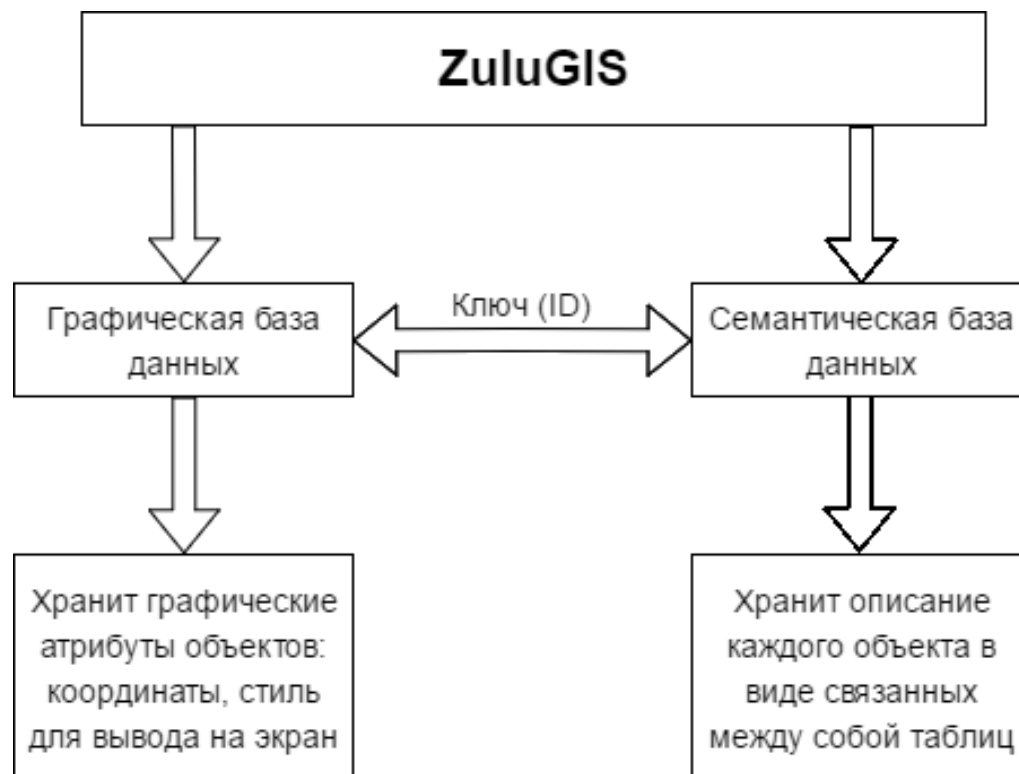 ZuluGIS
Ключ (ID)
Графическая база
данных
Семантическая база
данных
Хранит графические
атрибуты объектов:
координаты, стиль
для вывода на экран
Хранит описание
каждого объекта в
виде связанных
между собой таблиц